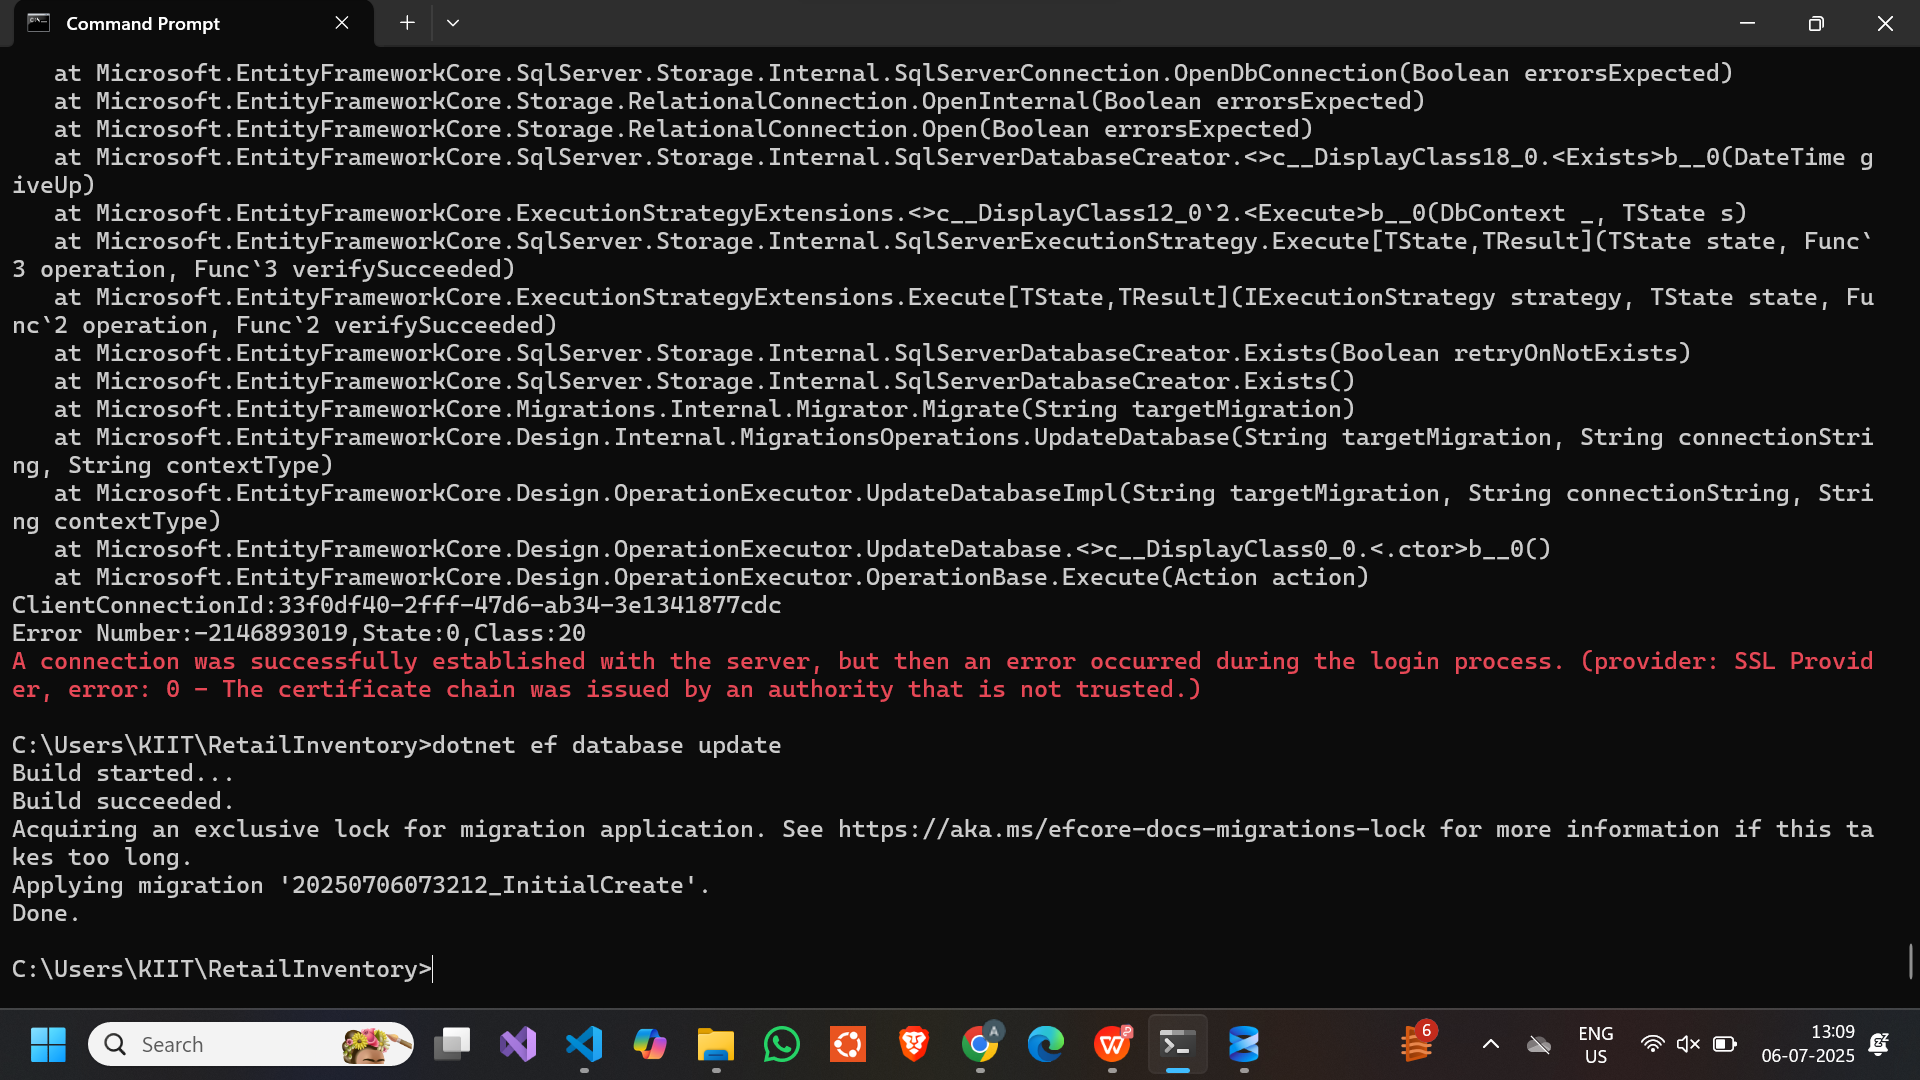 Command Prompt
   at Microsoft.EntityFrameworkCore.SqlServer.Storage.Internal.SqlServerConnection.OpenDbConnection(Boolean errorsExpected)
   at Microsoft.EntityFrameworkCore.Storage.RelationalConnection.OpenInternal(Boolean errorsExpected)
   at Microsoft.EntityFrameworkCore.Storage.RelationalConnection.Open(Boolean errorsExpected)
   at Microsoft.EntityFrameworkCore.SqlServer.Storage.Internal.SqlServerDatabaseCreator.<>c__DisplayClass18_0.<Exists>b__0(DateTime g
iveUp)
   at Microsoft.EntityFrameworkCore.ExecutionStrategyExtensions.<>c__DisplayClass12_0`2.<Execute>b__0(DbContext _, TState s)
   at Microsoft.EntityFrameworkCore.SqlServer.Storage.Internal.SqlServerExecutionStrategy.Execute[TState,TResult](TState state, Func`
3 operation, Func`3 verifySucceeded)
   at Microsoft.EntityFrameworkCore.ExecutionStrategyExtensions.Execute[TState,TResult](IExecutionStrategy strategy, TState state, Fu
nc`2 operation, Func`2 verifySucceeded)
   at Microsoft.EntityFrameworkCore.SqlServer.Storage.Internal.SqlServerDatabaseCreator.Exists(Boolean retryOnNotExists)
   at Microsoft.EntityFrameworkCore.SqlServer.Storage.Internal.SqlServerDatabaseCreator.Exists()
   at Microsoft.EntityFrameworkCore.Migrations.Internal.Migrator.Migrate(String targetMigration)
   at Microsoft.EntityFrameworkCore.Design.Internal.MigrationsOperations.UpdateDatabase(String targetMigration, String connectionStri
ng, String contextType)
   at Microsoft.EntityFrameworkCore.Design.OperationExecutor.UpdateDatabaseImpl(String targetMigration, String connectionString, Stri
ng contextType)
   at Microsoft.EntityFrameworkCore.Design.OperationExecutor.UpdateDatabase.<>c__DisplayClass0_0.<.ctor>b__0()
   at Microsoft.EntityFrameworkCore.Design.OperationExecutor.OperationBase.Execute(Action action)
ClientConnectionId:33f0df40-2fff-47d6-ab34-3e1341877cdc
Error Number:-2146893019,State:0,Class:20
A connection was successfully established with the server, but then an error occurred during the login process. (provider: SSL Provid
er, error: 0 - The certificate chain was issued by an authority that is not trusted.)
C:\Users\KIIT\RetailInventory>dotnet ef database update
Build started...
Build succeeded.
Acquiring an exclusive lock for migration application. See https://aka.ms/efcore-docs-migrations-lock for more information if this ta
kes too long.
Applying migration '20250706073212_InitialCreate'.
Done.
C:\Users\KIIT\RetailInventory>
Search
A
6
ENG
US
13:09
06-07-2025